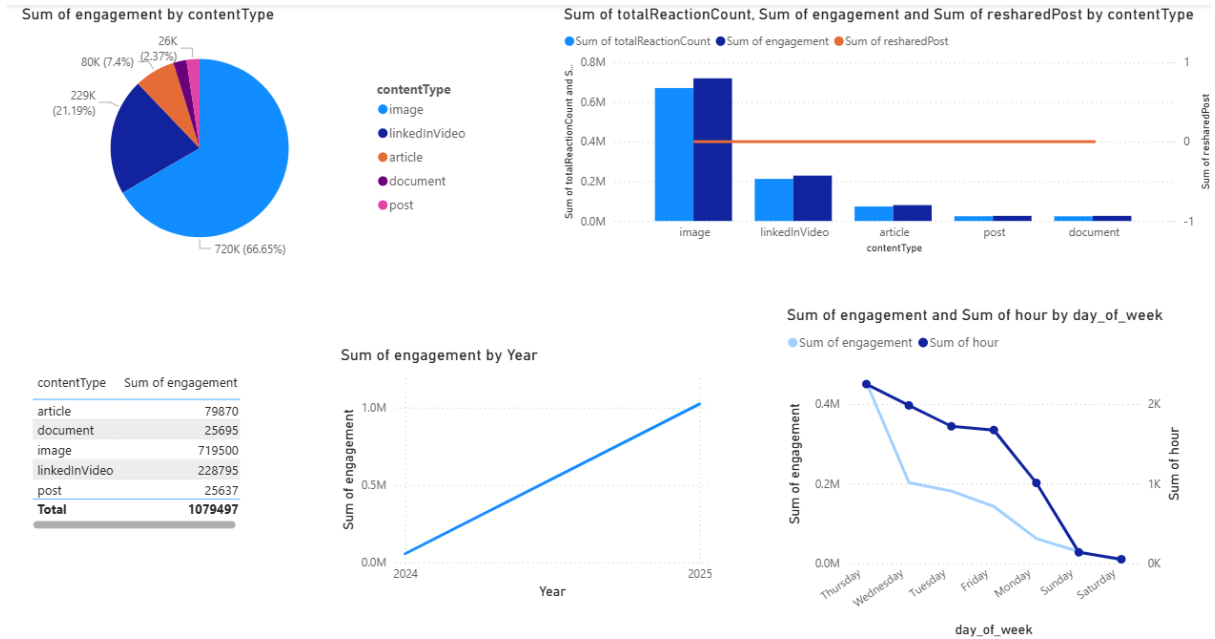 Sum of engagement by contentType
26K
(2.37%)
80K (7.4%)
229K
(21.19%)
720K (66.65%)
contentType
image
linkedInVideo
article
document
post
Sum of totalReactionCount, Sum of engagement and Sum of resharedPost by contentType
Sum of totalReactionCount Sum of engagement Sum of resharedPost
Sum of totalReactionCount and S...
0.8M
0.6M
0.4M
0.2M
0.0M
1
0
-1
Sum of resharedPost
image linkedInVideo article post document
contentType
contentType Sum of engagement
article 79870
document 25695
image 719500
linkedInVideo 228795
post 25637
Total 1079497
Sum of engagement by Year
Sum of engagement
1.0M
0.5M
0.0M
2024 2025
Year
Sum of engagement and Sum of hour by day_of_week
Sum of engagement Sum of hour
Sum of engagement
0.4M
0.2M
0.0M
2K
1K
0K
Sum of hour
Thursday Wednesday Tuesday Friday Monday Sunday Saturday
day_of_week